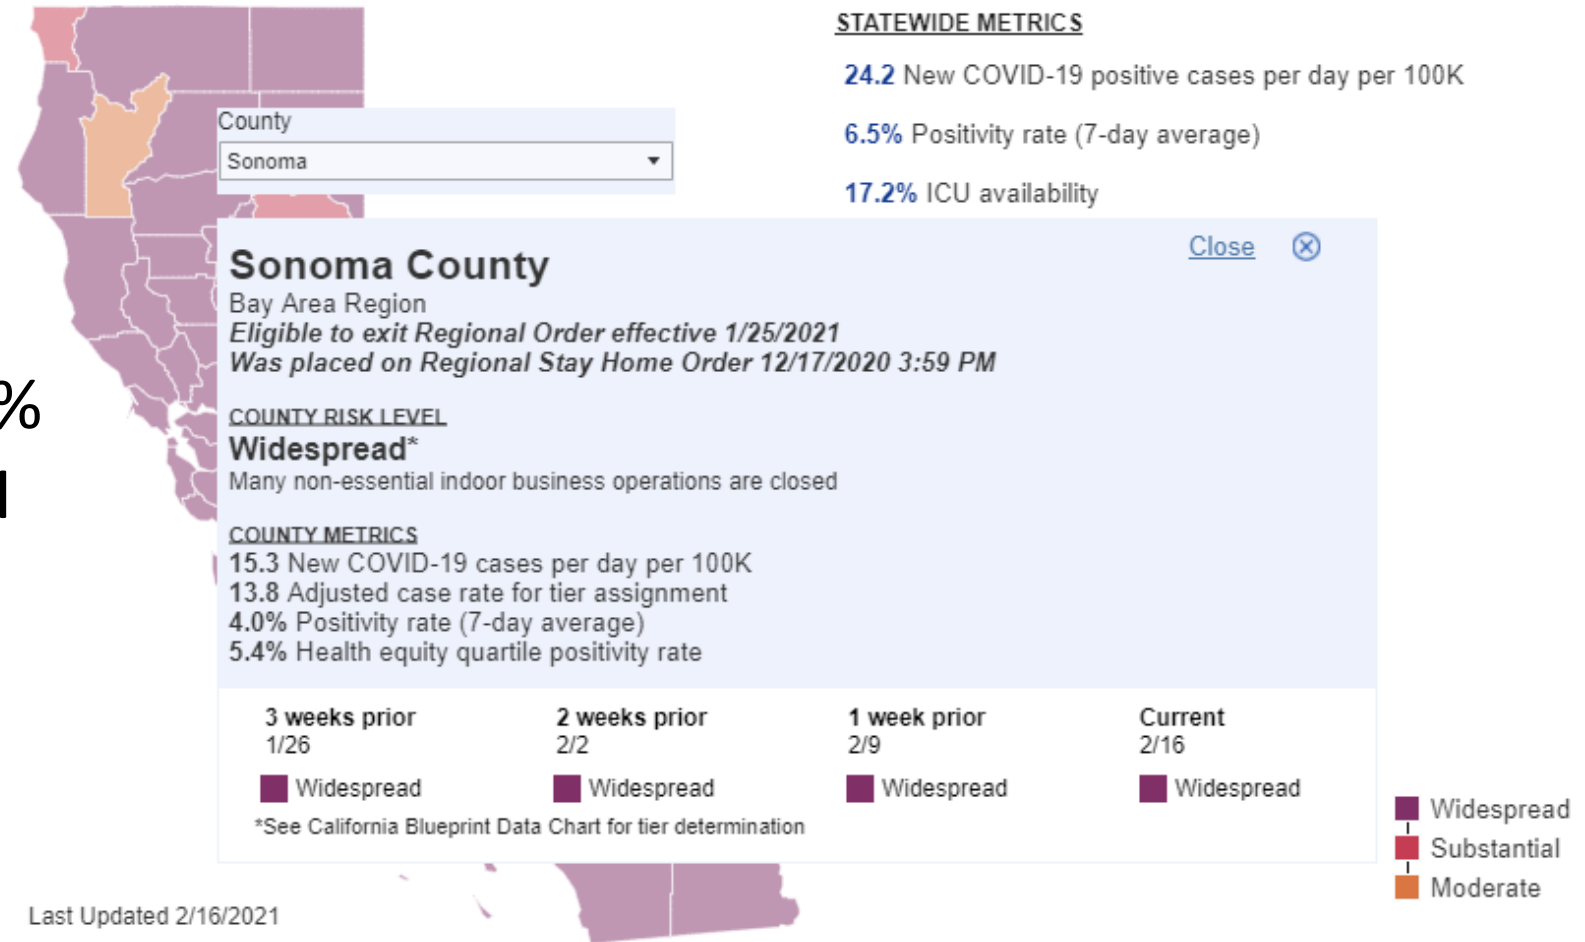 STATEWIDE METRICS
24.2 New COVID-19 positive cases per day per 100K
6.5% Positivity rate (7-day average)
17.2% ICU availability
County
Sonoma
Close
Sonoma County
Bay Area Region
Eligible to exit Regional Order effective 1/25/2021
Was placed on Regional Stay Home Order 12/17/2020 3:59 PM
%
COUNTY RISK LEVEL
Widespread*
Many non-essential indoor business operations are closed
COUNTY METRICS
15.3 New COVID-19 cases per day per 100K
13.8 Adjusted case rate for tier assignment
4.0% Positivity rate (7-day average)
5.4% Health equity quartile positivity rate
3 weeks prior 2 weeks prior 1 week prior Current
1/26 2/2 2/9 2/16
Widespread Widespread Widespread Widespread
*See California Blueprint Data Chart for tier determination
Widespread
Substantial
Moderate
Last Updated 2/16/2021